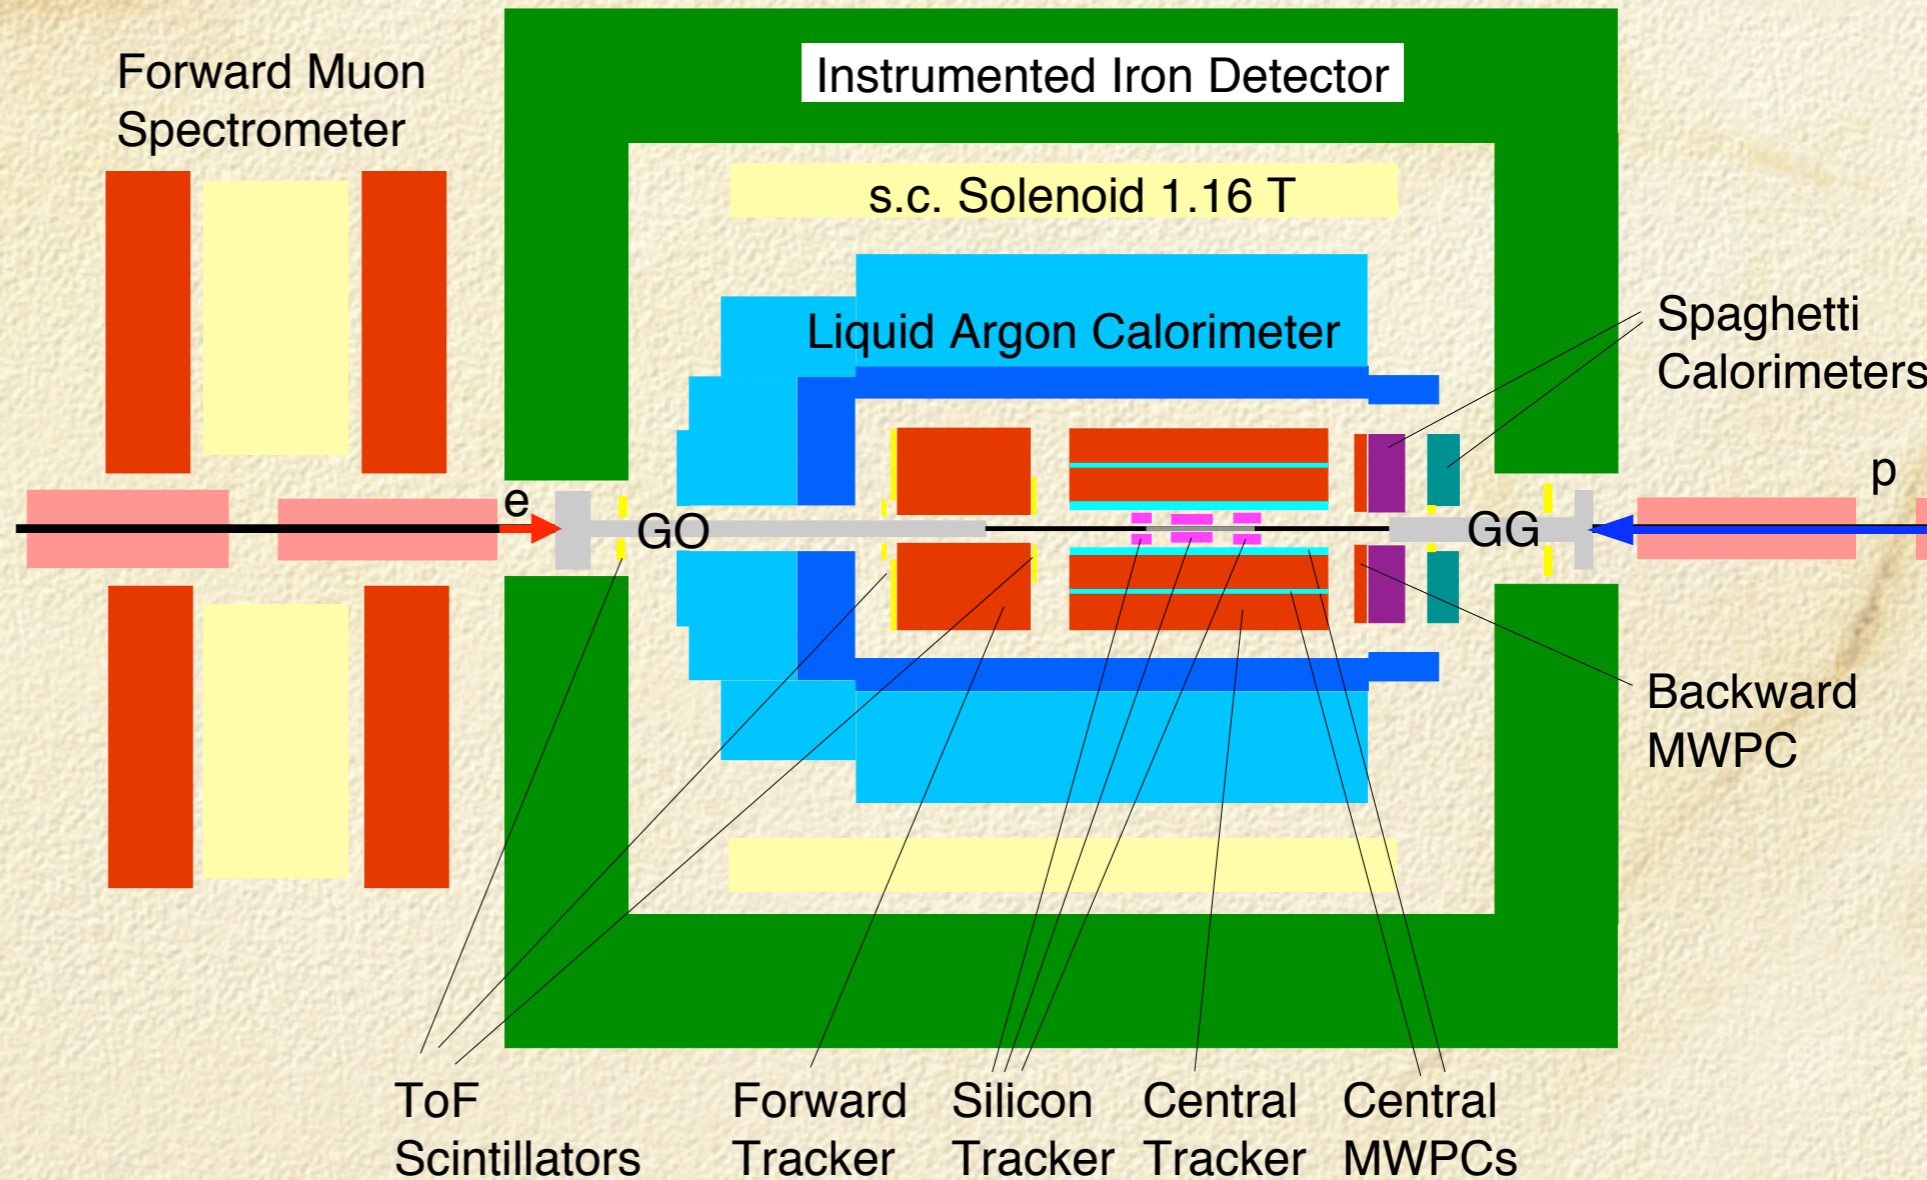 Forward Muon
Spectrometer
Instrumented Iron Detector
s.c. Solenoid 1.16 T
Liquid Argon Calorimeter
Spaghetti
Calorimeters
e
GO
GG
p
Backward
MWPC
ToF
Scintillators
Forward
Tracker
Silicon
Tracker
Central
Tracker
Central
MWPCs